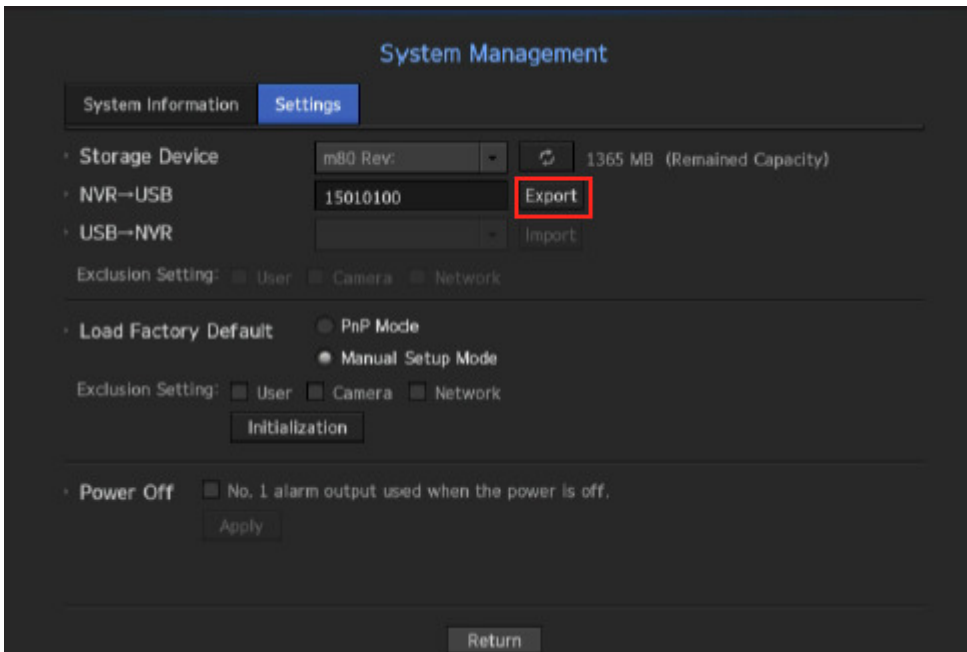 System Management
System Information Settings
Storage Device m80 Rev: 1365 MB (Remained Capacity)
NVR→USB 15010100 Export
USB→NVR Import
Exclusion Setting: User Camera Network
Load Factory Default PnP Mode
Manual Setup Mode
Exclusion Setting: User Camera Network
Initialization
Power Off No. 1 alarm output used when the power is off.
Apply
Return